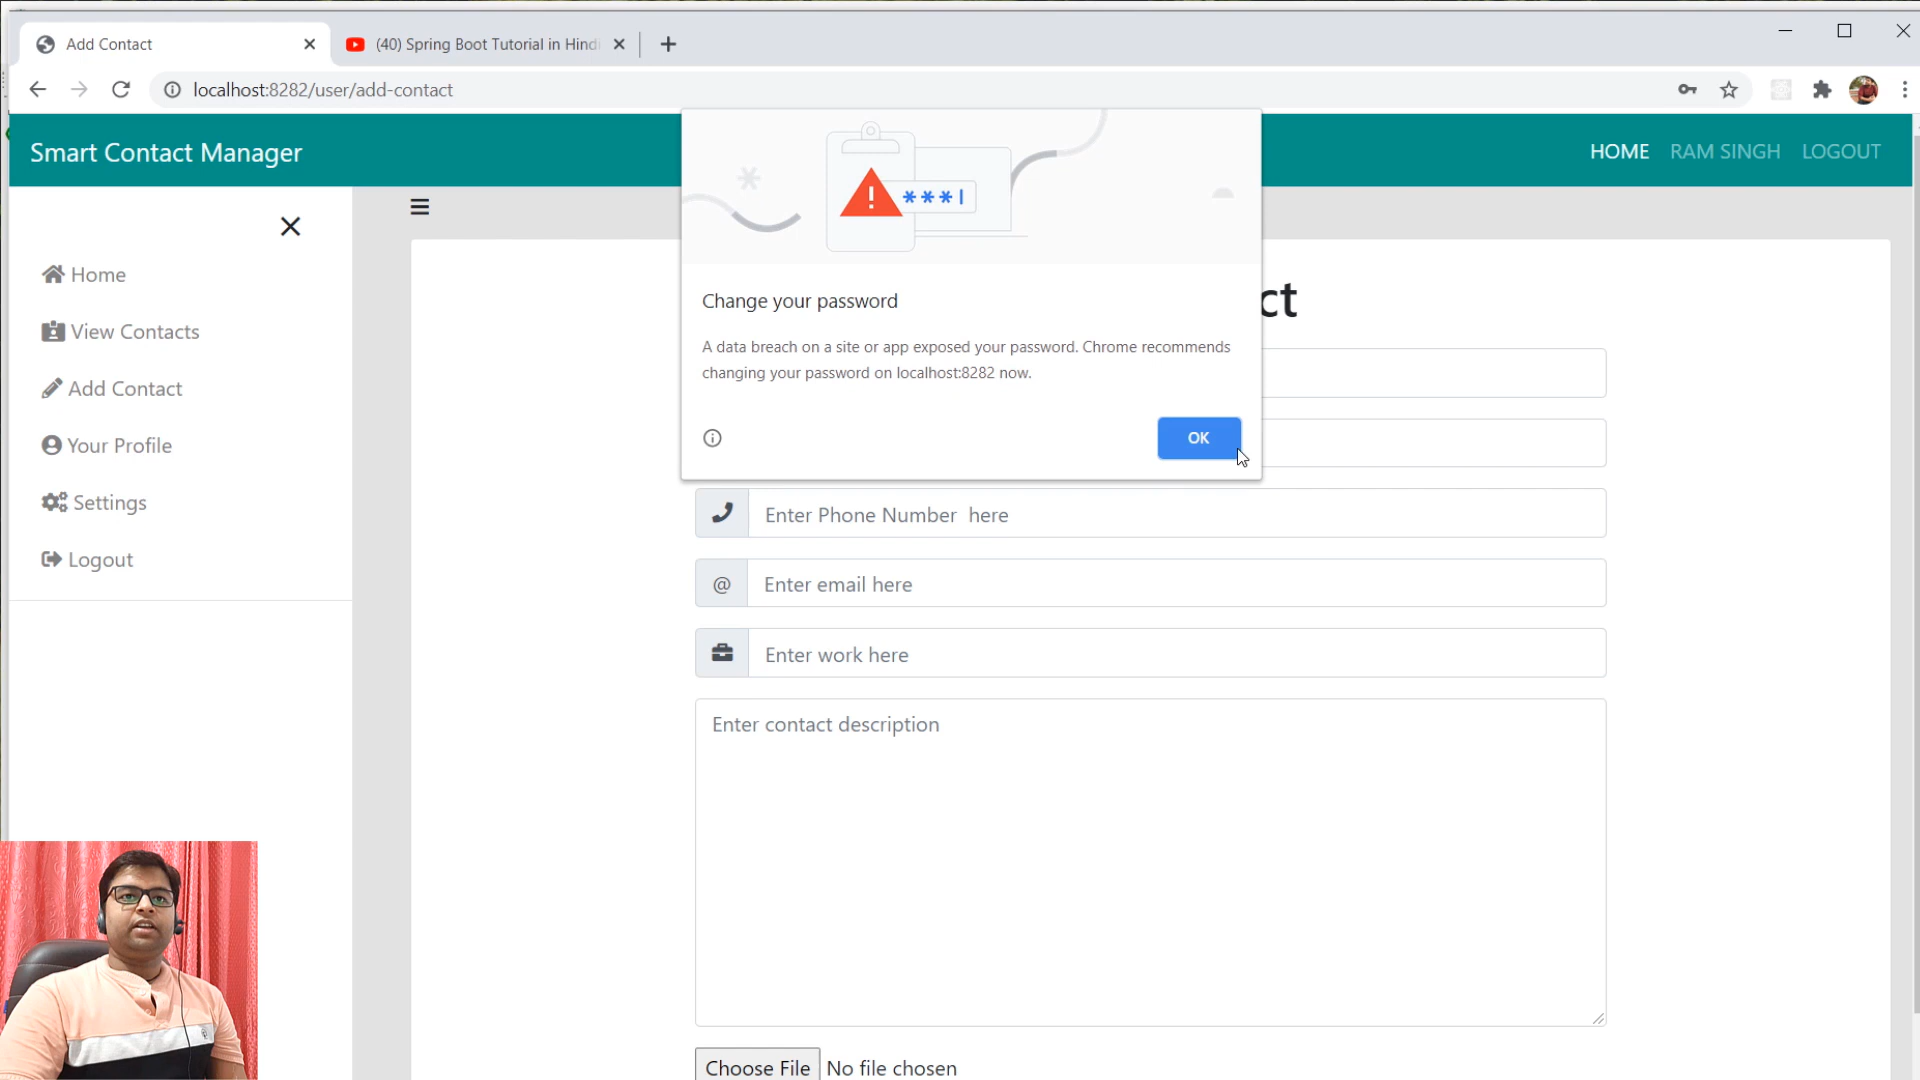 Add Contact
(40) Spring Boot Tutorial in Hindi
localhost:8282/user/add-contact
Smart Contact Manager
HOME RAM SINGH LOGOUT
Home
View Contacts
Add Contact
Your Profile
Settings
Logout
***
Change your password
A data breach on a site or app exposed your password. Chrome recommends
changing your password on localhost:8282 now.
OK
ct
Enter Phone Number here
@ Enter email here
Enter work here
Enter contact description
Choose File No file chosen